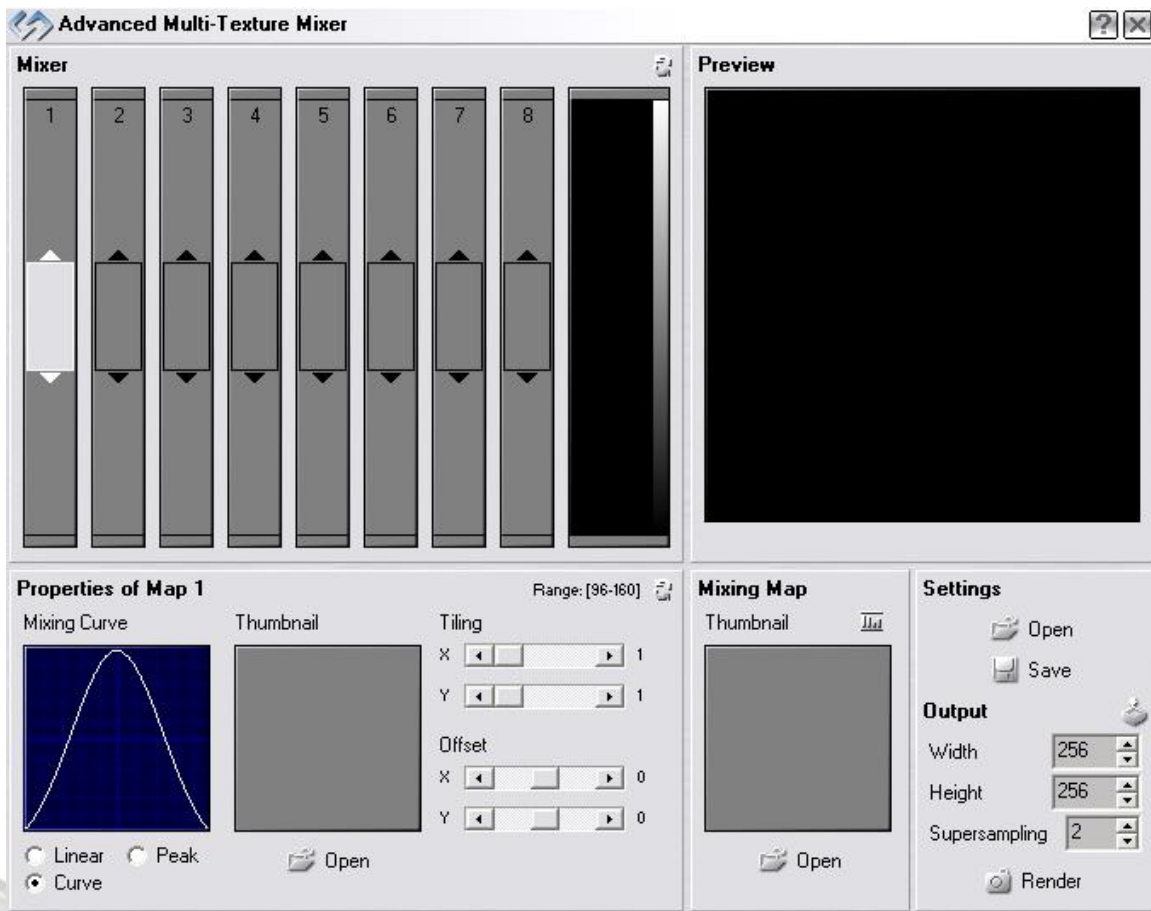 Advanced Multi-Texture Mixer
Mixer
1 2 3 4 5 6 7 8
Preview
Properties of Map 1
Range: [96-160]
Mixing Curve
Thumbnail
Tiling
X 1
Y 1
Offset
X 0
Y 0
Linear
Peak
Curve
Open
Mixing Map
Thumbnail
Open
Settings
Open
Save
Output
Width 256
Height 256
Supersampling 2
Render